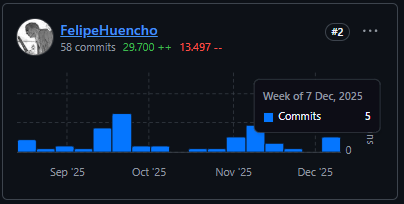 FelipeHuencho
#2
58 commits 29.700 ++ 13.497 --
Week of 7 Dec, 2025
Commits 5
0
Sep '25 Oct '25 Nov '25 Dec '25